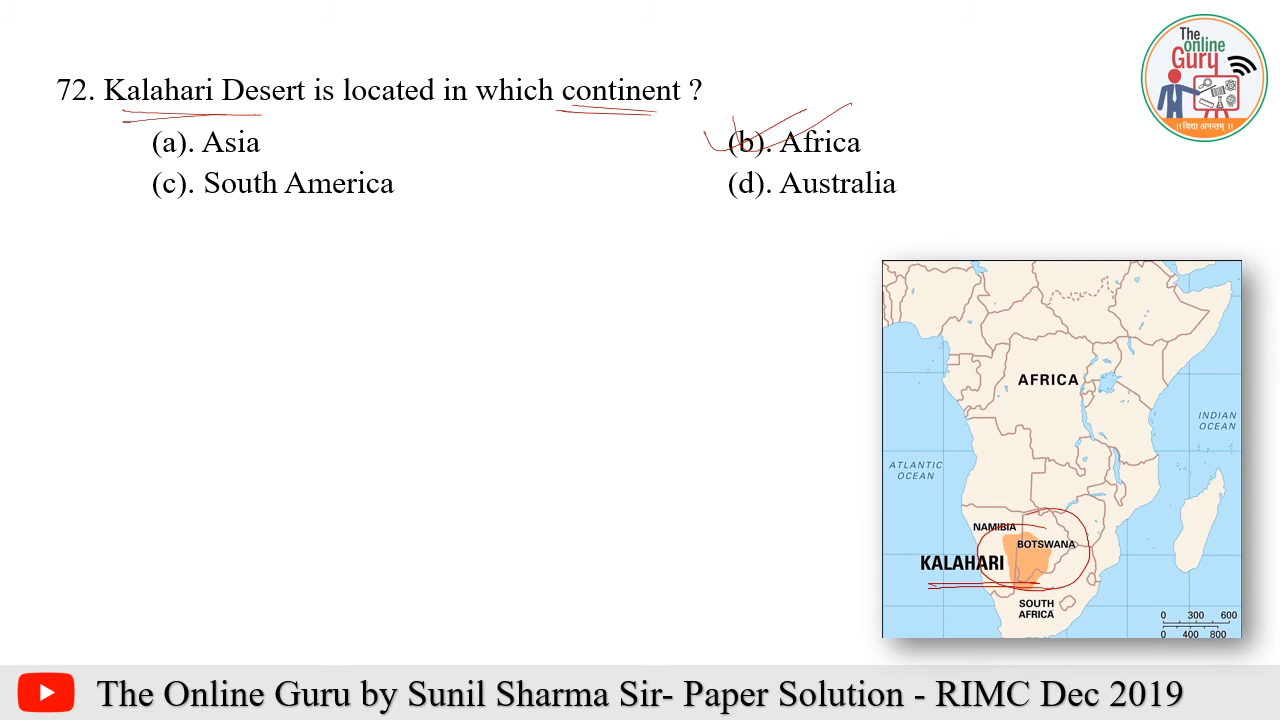 The
online
Guru
॥ विद्या अनन्तम् ॥
72. Kalahari Desert is located in which continent ?
(a). Asia
(b). Africa
(c). South America
(d). Australia
AFRICA
INDIAN
OCEAN
ATLANTIC
OCEAN
NAMIBIA
BOTSWANA
KALAHARI
SOUTH
AFRICA
0 300 600
0 400 800
The Online Guru by Sunil Sharma Sir- Paper Solution - RIMC Dec 2019